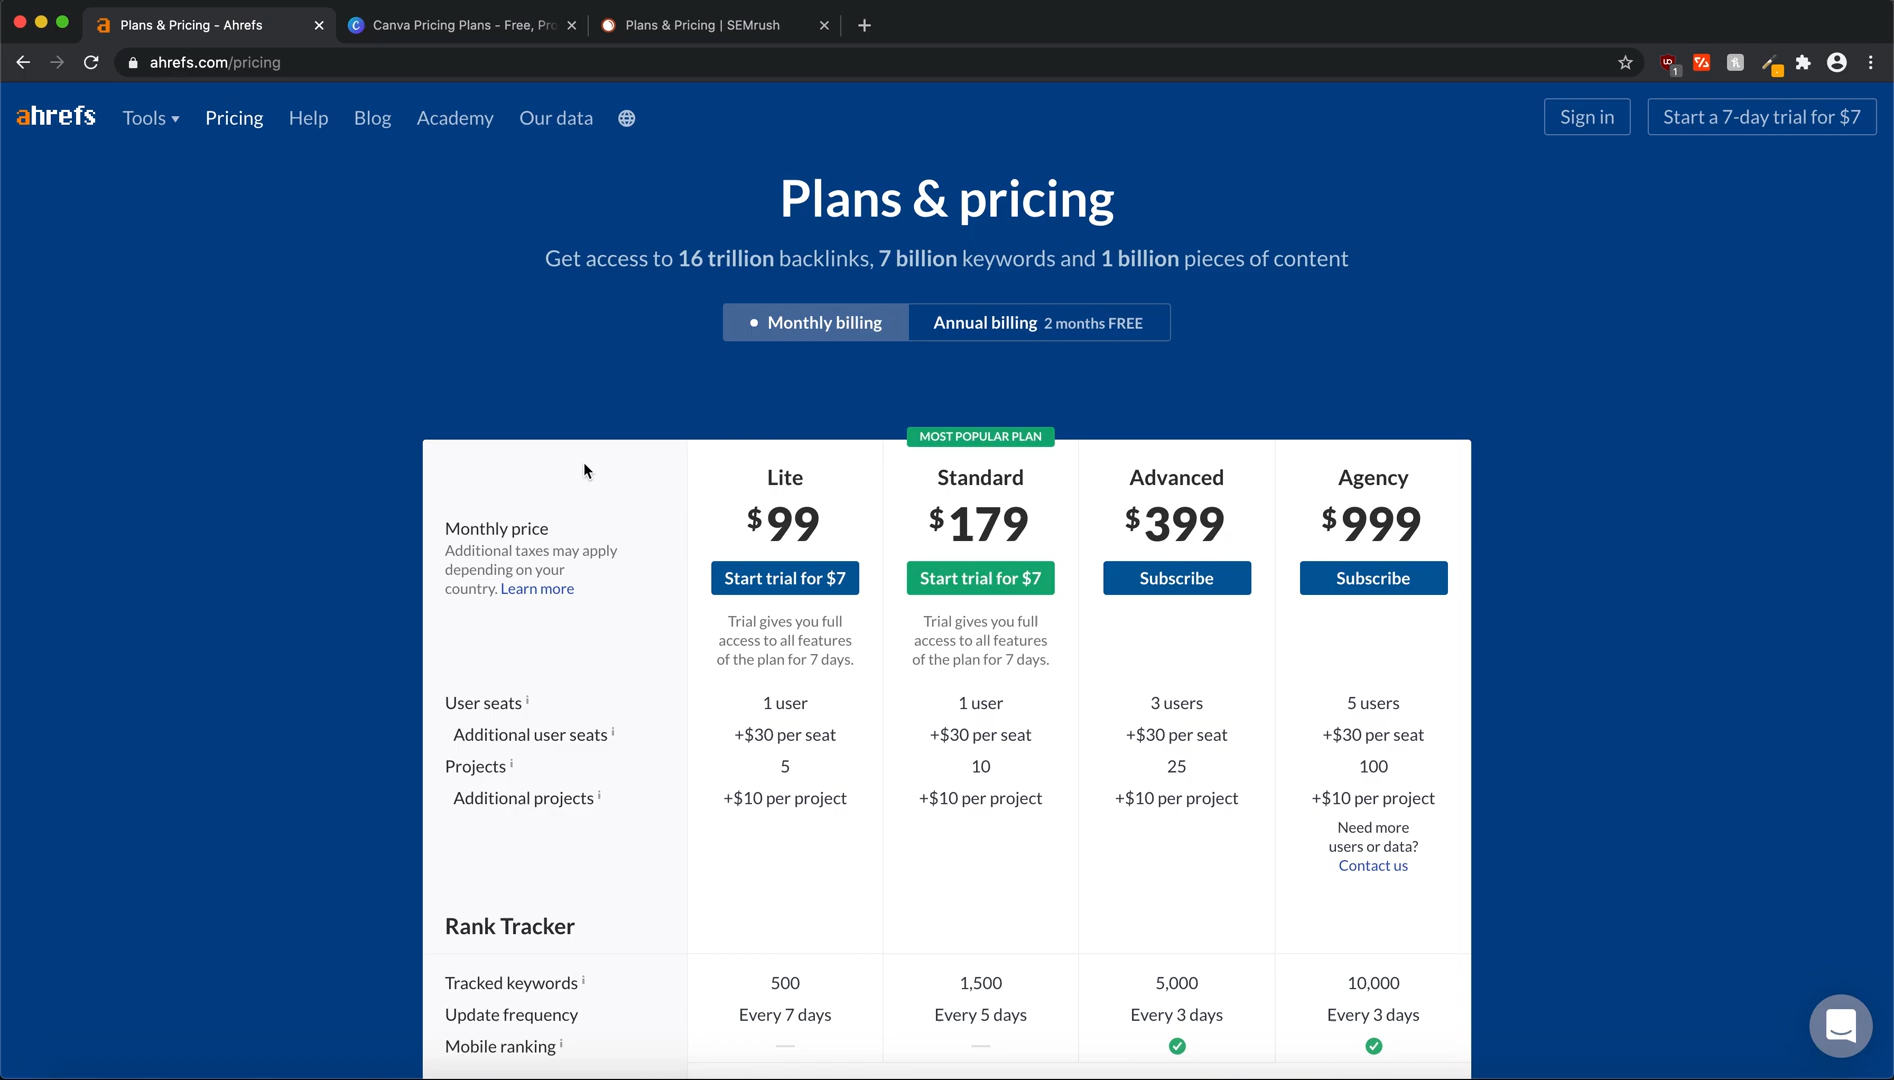 Plans & Pricing - Ahrefs
Canva Pricing Plans - Free, Pro
Plans & Pricing | SEMrush
ahrefs.com/pricing
1
ahrefs
Tools
Pricing
Help
Blog
Academy
Our data
Sign in
Start a 7-day trial for $7
Plans & pricing
Get access to 16 trillion backlinks, 7 billion keywords and 1 billion pieces of content
Monthly billing
Annual billing 2 months FREE
MOST POPULAR PLAN
Lite
Standard
Advanced
Agency
Monthly price
$99
$179
$399
$999
Additional taxes may apply
depending on your
country. Learn more
Start trial for $7
Start trial for $7
Subscribe
Subscribe
Trial gives you full
access to all features
of the plan for 7 days.
Trial gives you full
access to all features
of the plan for 7 days.
User seats i
1 user
1 user
3 users
5 users
Additional user seats i
+$30 per seat
+$30 per seat
+$30 per seat
+$30 per seat
Projects i
5
10
25
100
Additional projects i
+$10 per project
+$10 per project
+$10 per project
+$10 per project
Need more
users or data?
Contact us
Rank Tracker
Tracked keywords i
500
1,500
5,000
10,000
Update frequency
Every 7 days
Every 5 days
Every 3 days
Every 3 days
Mobile ranking i
—
—